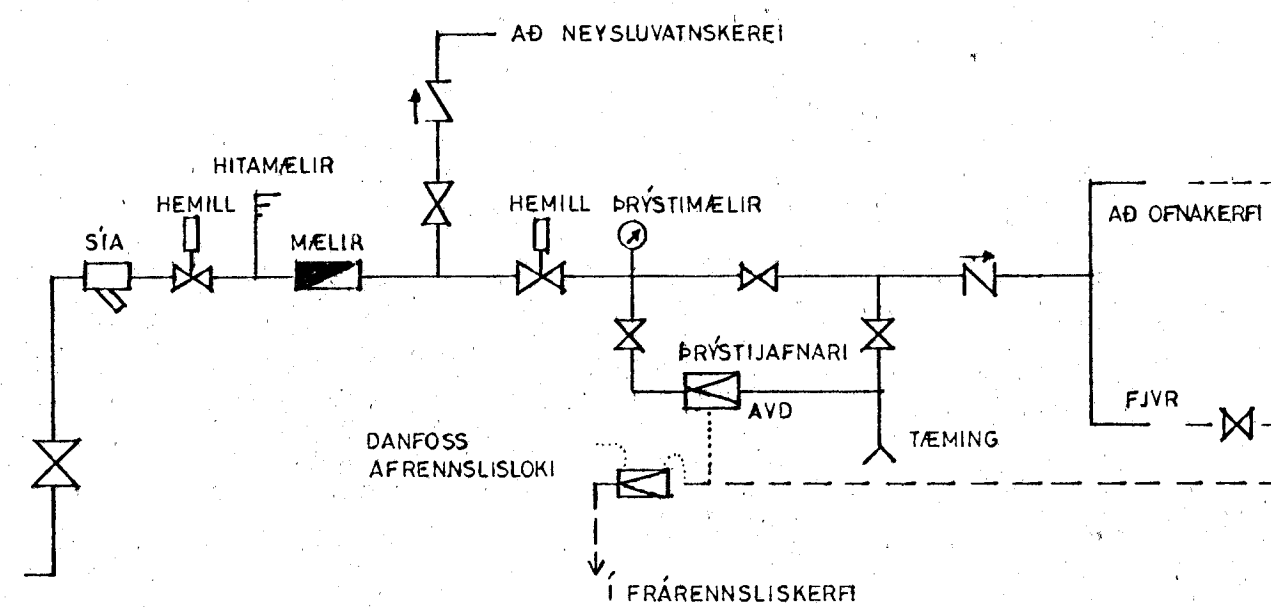 AÐ NEYSLUVATNSKERFI
HITAMÆLIR
HEMILL
HEMILL
ÞRÝSTIMÆLIR
AÐ OFNAKERFI
SÍA
MÆLIR
ÞRÝSTIJAFNARI
AVD
FJVR
DANFOSS
AFRENNSLISLOKI
TÆMING
Í FRÁRENNSLISKERFI